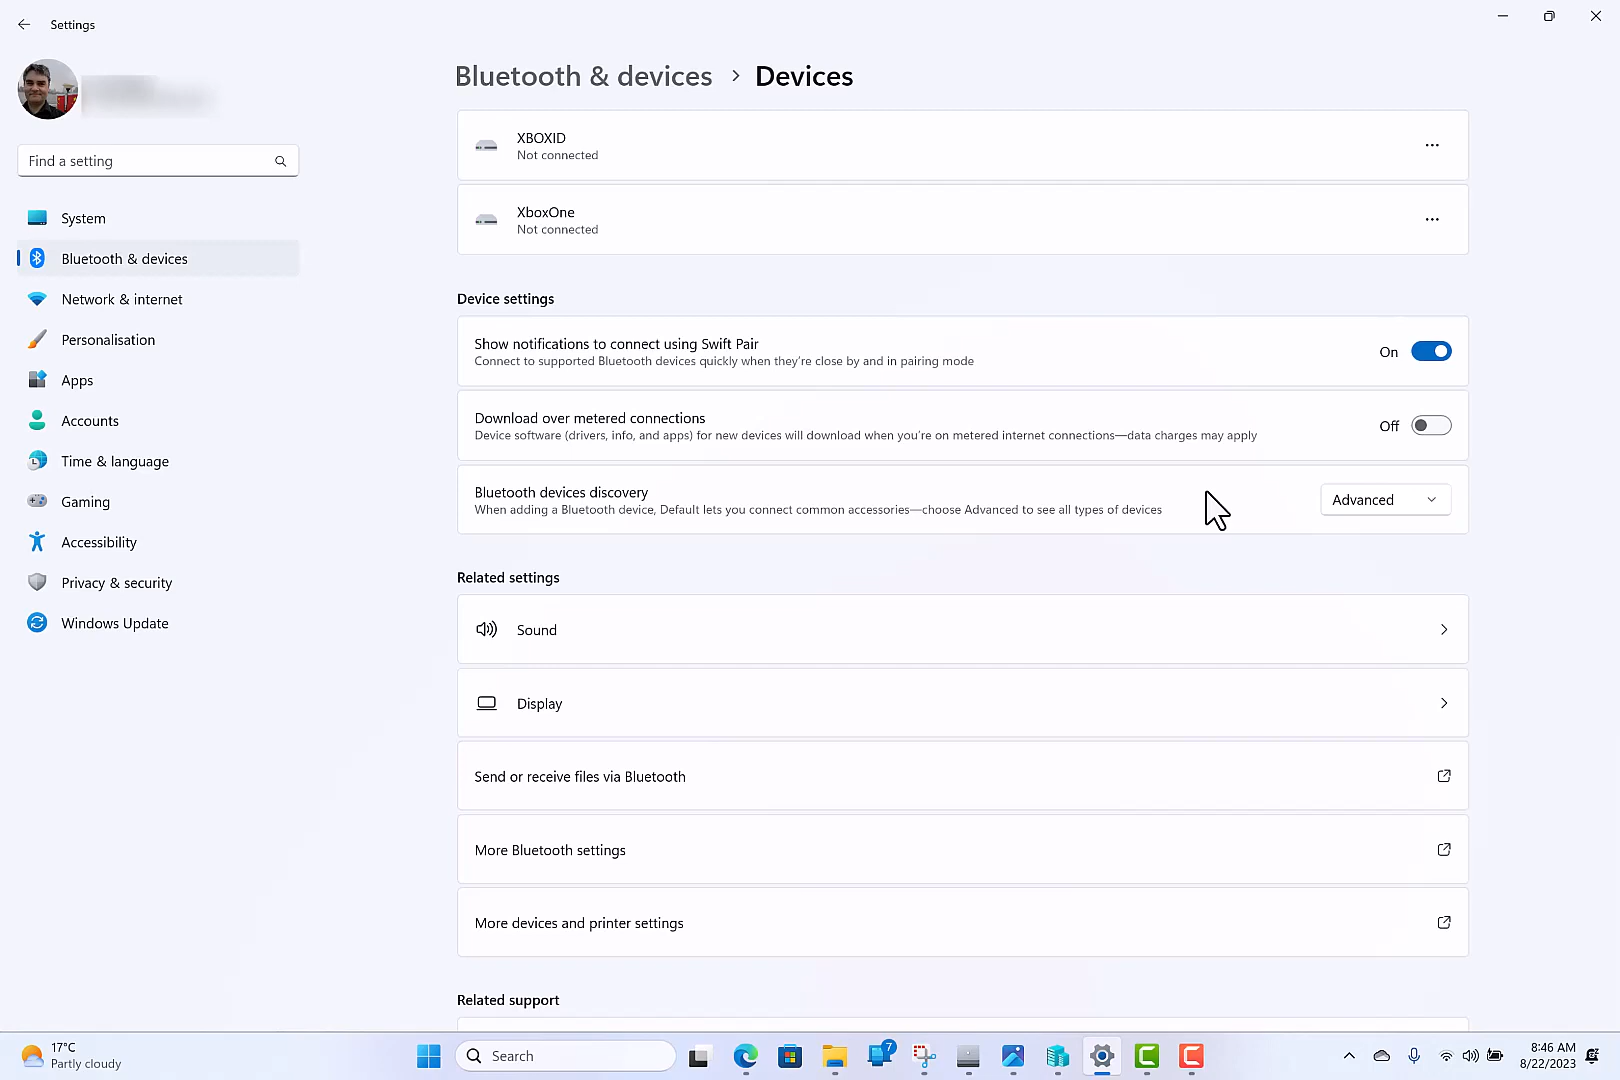 Settings
Find a setting
System
Bluetooth & devices
Network & internet
Personalisation
Apps
Accounts
Time & language
Gaming
Accessibility
Privacy & security
Windows Update
Bluetooth & devices > Devices
XBOXID
Not connected
XboxOne
Not connected
Device settings
Show notifications to connect using Swift Pair
Connect to supported Bluetooth devices quickly when they're close by and in pairing mode
On
Download over metered connections
Device software (drivers, info, and apps) for new devices will download when you're on metered internet connections—data charges may apply
Off
Bluetooth devices discovery
When adding a Bluetooth device, Default lets you connect common accessories—choose Advanced to see all types of devices
Advanced
Related settings
Sound
Display
Send or receive files via Bluetooth
More Bluetooth settings
More devices and printer settings
Related support
17°C
Partly cloudy
Search
7
8:46 AM
8/22/2023